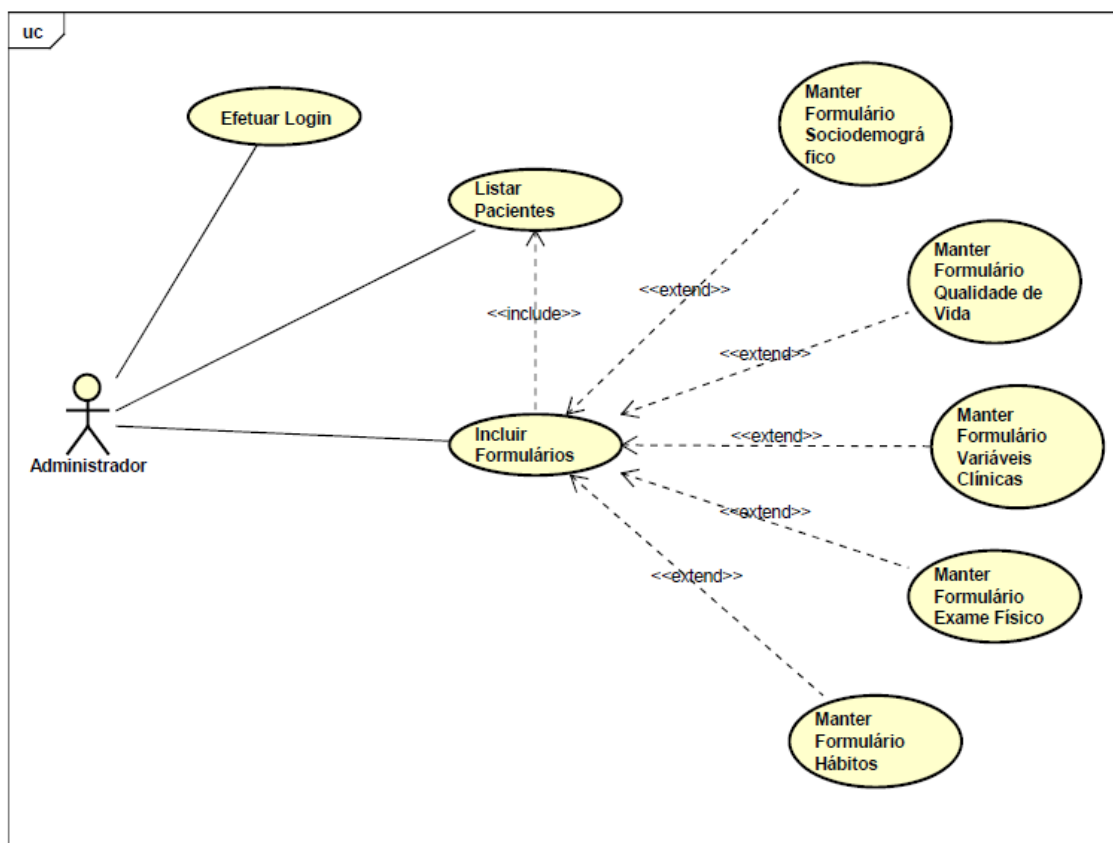 uc
Efetuar Login
Manter
Formulário
Sociodemográ
fico
Listar
Pacientes
Manter
Formulário
Qualidade de
Vida
<<extend>>
<<include>>
<<extend>>
Administrador
Incluir
Formulários
<<extend>>
Manter
Formulário
Variáveis
Clínicas
<<extend>>
<<extend>>
Manter
Formulário
Exame Físico
Manter
Formulário
Hábitos